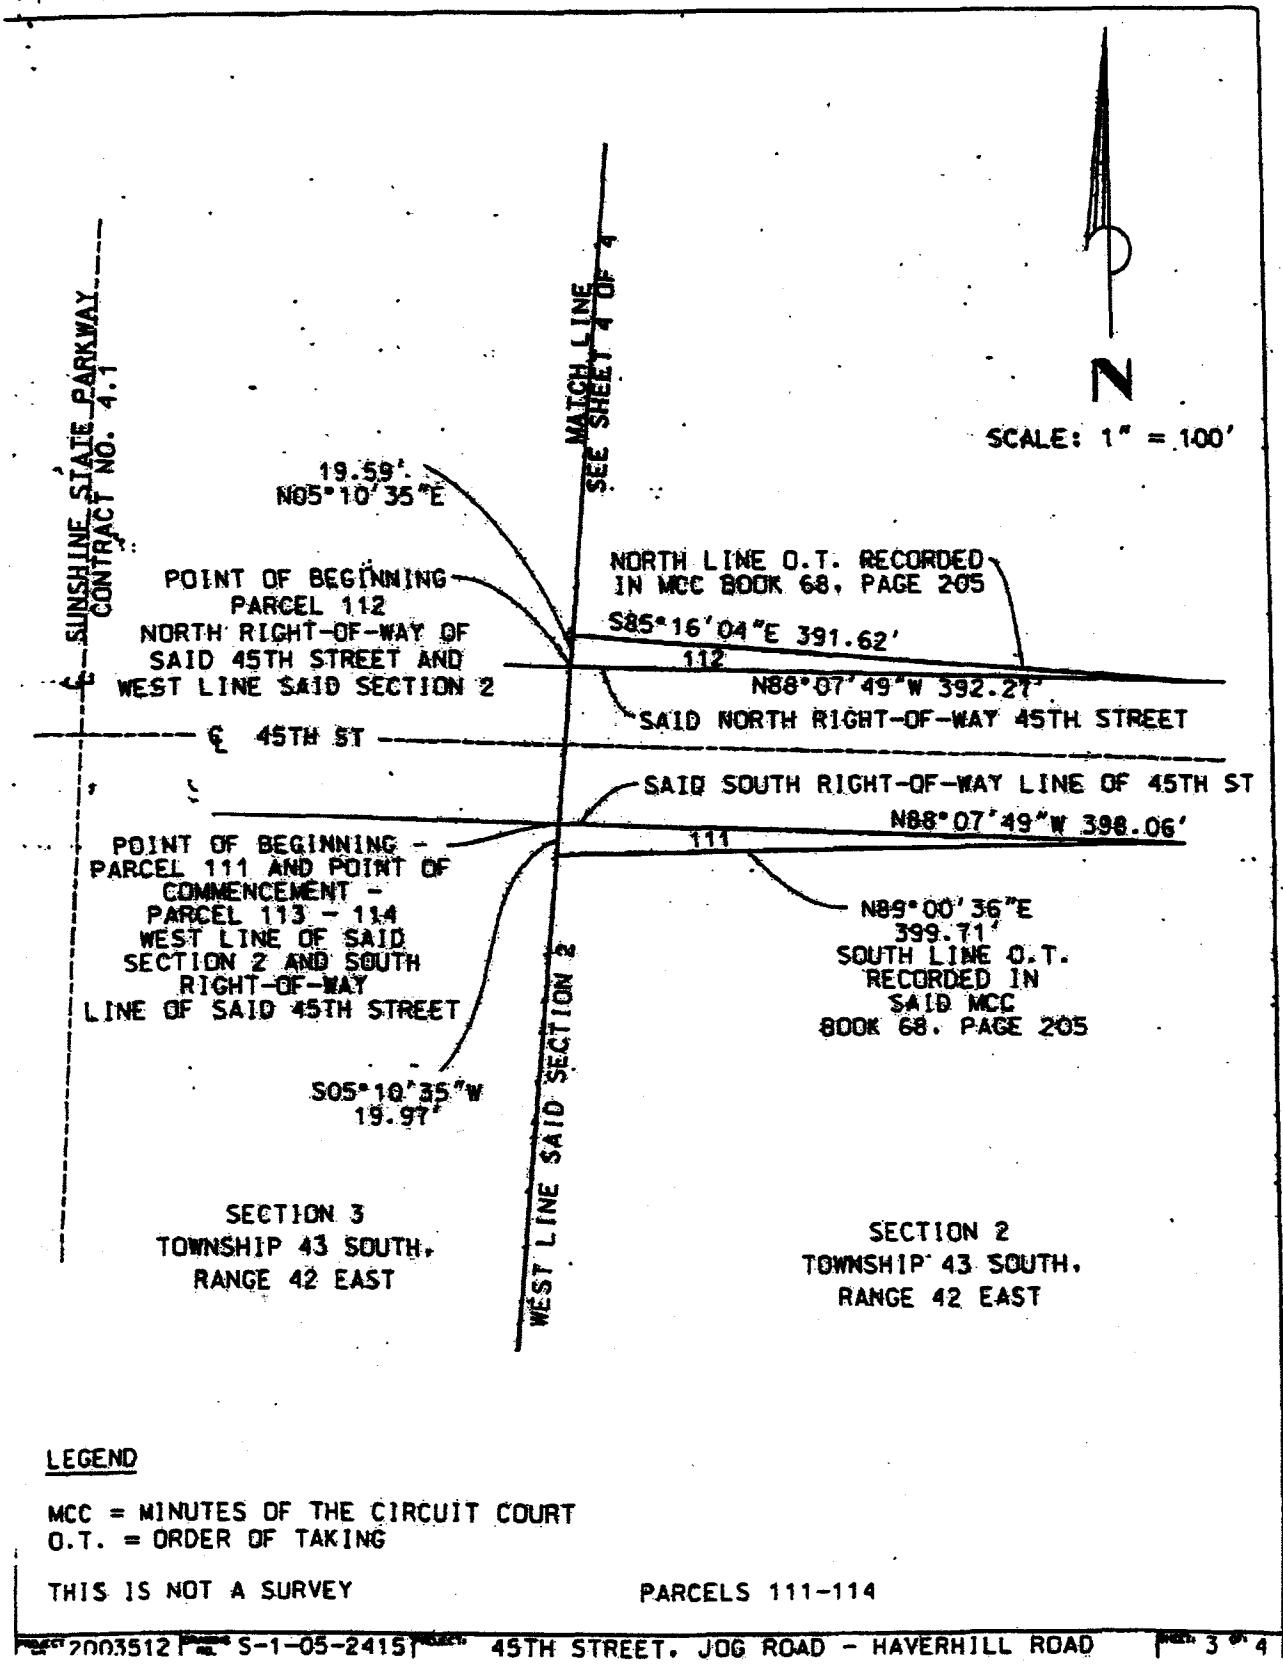 SUNSHINE STATE PARKWAY
CONTRACT NO. 4.1
MATCH LINE
SEE SHEET 4 OF 4
N
SCALE: 1" = 100'
19.59'
N05°10'35"E
POINT OF BEGINNING
PARCEL 112
NORTH RIGHT-OF-WAY OF
SAID 45TH STREET AND
WEST LINE SAID SECTION 2
NORTH LINE O.T. RECORDED
IN MCC BOOK 68, PAGE 205
S85°16'04"E 391.62'
112
N88°07'49"W 392.27'
SAID NORTH RIGHT-OF-WAY 45TH STREET
℄ 45TH ST
℄
SAID SOUTH RIGHT-OF-WAY LINE OF 45TH ST
N88°07'49"W 398.06'
111
POINT OF BEGINNING -
PARCEL 111 AND POINT OF
COMMENCEMENT -
PARCEL 113 - 114
WEST LINE OF SAID
SECTION 2 AND SOUTH
RIGHT-OF-WAY
LINE OF SAID 45TH STREET
N89°00'36"E
399.71'
SOUTH LINE O.T.
RECORDED IN
SAID MCC
BOOK 68, PAGE 205
S05°10'35"W
19.97'
WEST LINE SAID SECTION 2
SECTION 3
TOWNSHIP 43 SOUTH,
RANGE 42 EAST
SECTION 2
TOWNSHIP 43 SOUTH,
RANGE 42 EAST
LEGEND
MCC = MINUTES OF THE CIRCUIT COURT
O.T. = ORDER OF TAKING
THIS IS NOT A SURVEY
PARCELS 111-114
2003512 S-1-05-2415 PROJECT: 45TH STREET, JOG ROAD - HAVERHILL ROAD SHEET: 3 OF 4